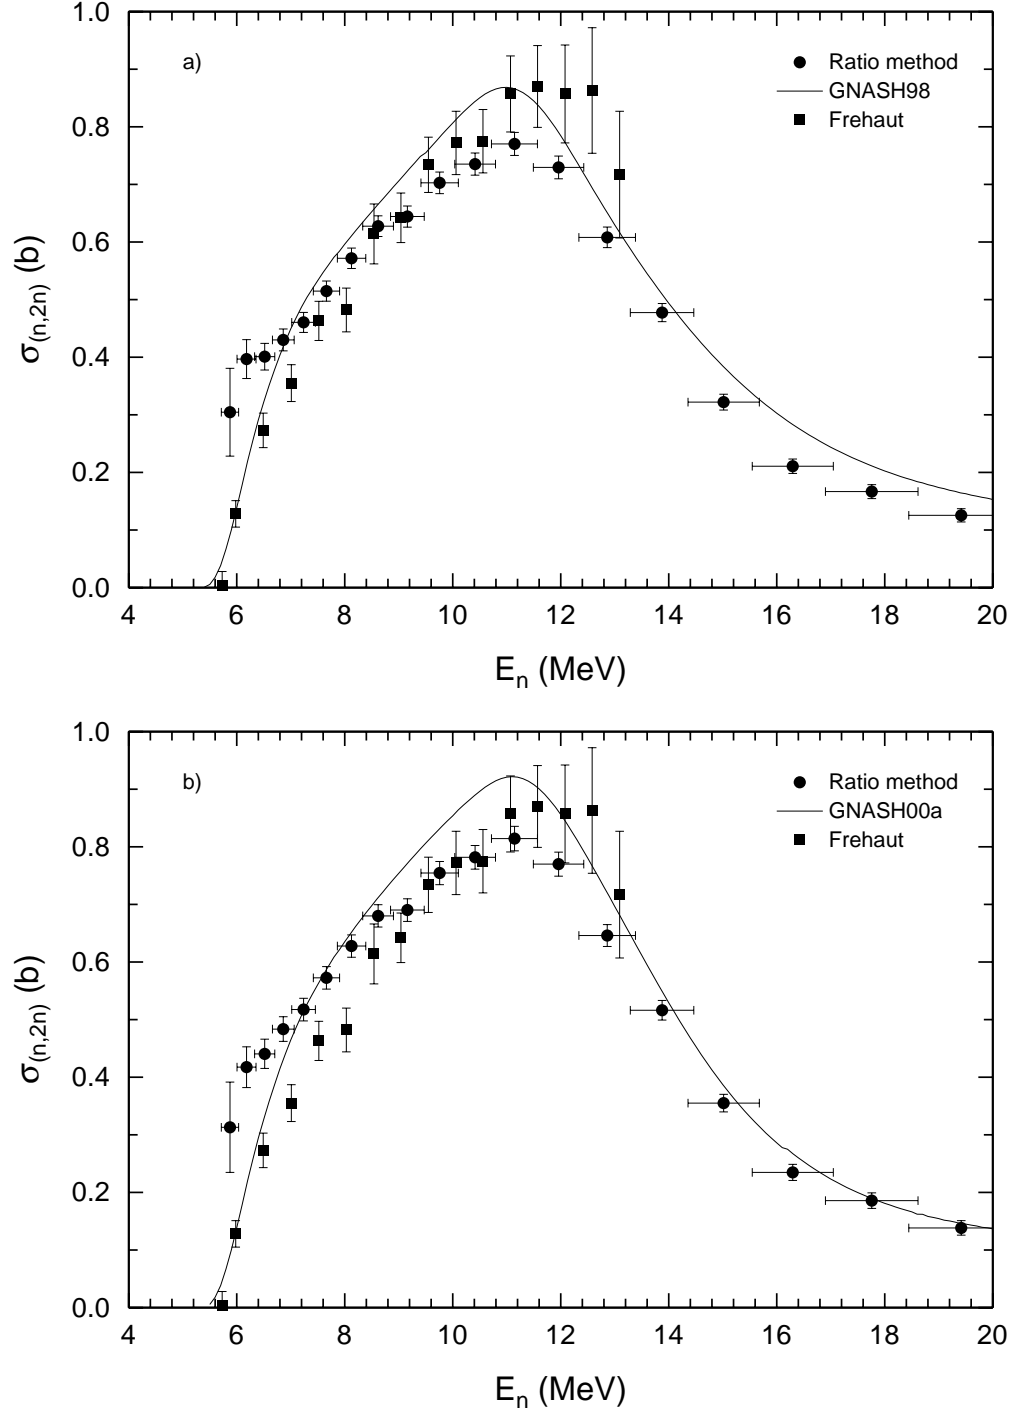 1.0
a)
Ratio method
GNASH98
Frehaut
0.8
0.6
0.4
0.2
0.0
σ(n,2n) (b)
4 6 8 10 12 14 16 18 20
En (MeV)
1.0
b)
Ratio method
GNASH00a
Frehaut
0.8
0.6
0.4
0.2
0.0
σ(n,2n) (b)
4 6 8 10 12 14 16 18 20
En (MeV)